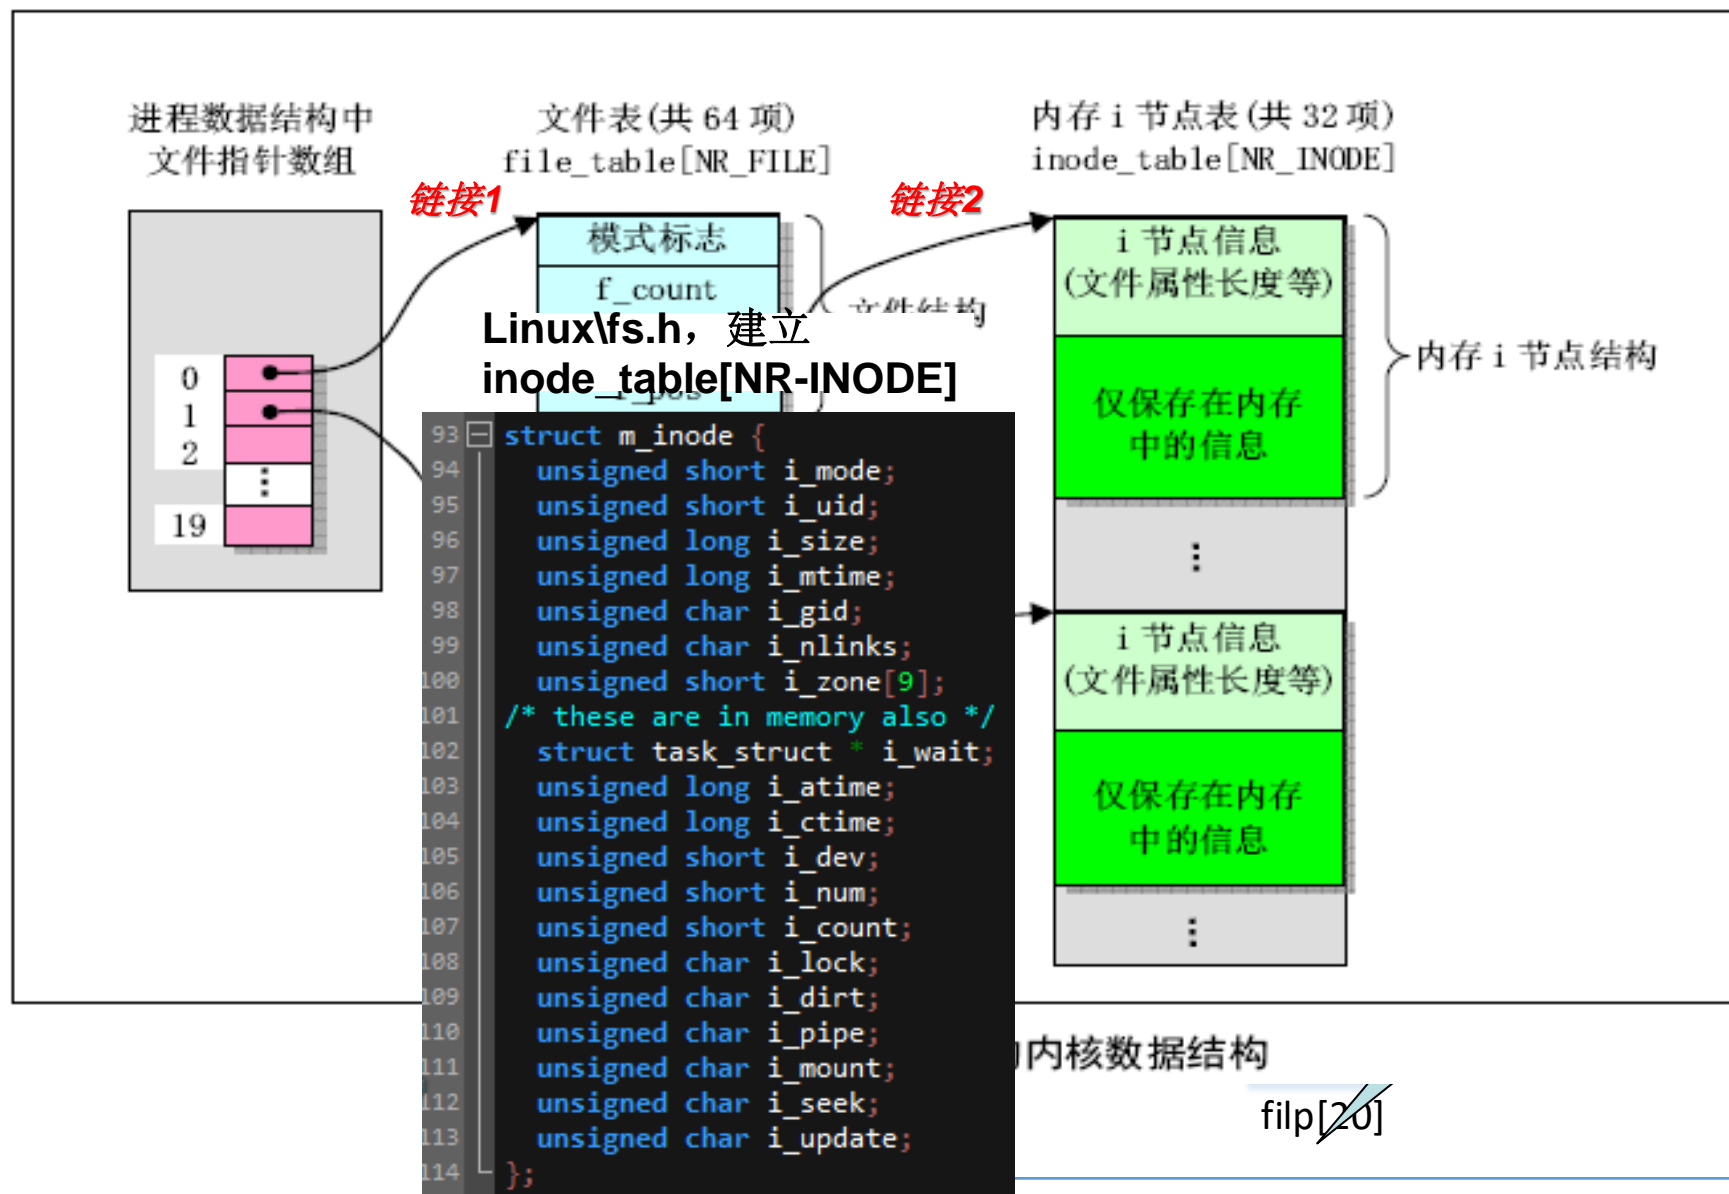 进程数据结构中
文件指针数组
文件表(共 64 项)
file_table[NR_FILE]
内存 i 节点表(共 32 项)
inode_table[NR_INODE]
链接1
链接2
模式标志
f_count
文件结构
0
1
2
⋮
19
i 节点信息
(文件属性长度等)
仅保存在内存
中的信息
内存 i 节点结构
⋮
i 节点信息
(文件属性长度等)
仅保存在内存
中的信息
⋮
Linux\fs.h，建立
inode_table[NR-INODE]
93 struct m_inode {
94 unsigned short i_mode;
95 unsigned short i_uid;
96 unsigned long i_size;
97 unsigned long i_mtime;
98 unsigned char i_gid;
99 unsigned char i_nlinks;
100 unsigned short i_zone[9];
101 /* these are in memory also */
102 struct task_struct * i_wait;
103 unsigned long i_atime;
104 unsigned long i_ctime;
105 unsigned short i_dev;
106 unsigned short i_num;
107 unsigned short i_count;
108 unsigned char i_lock;
109 unsigned char i_dirt;
110 unsigned char i_pipe;
111 unsigned char i_mount;
112 unsigned char i_seek;
113 unsigned char i_update;
114 };
内核数据结构
filp[20]